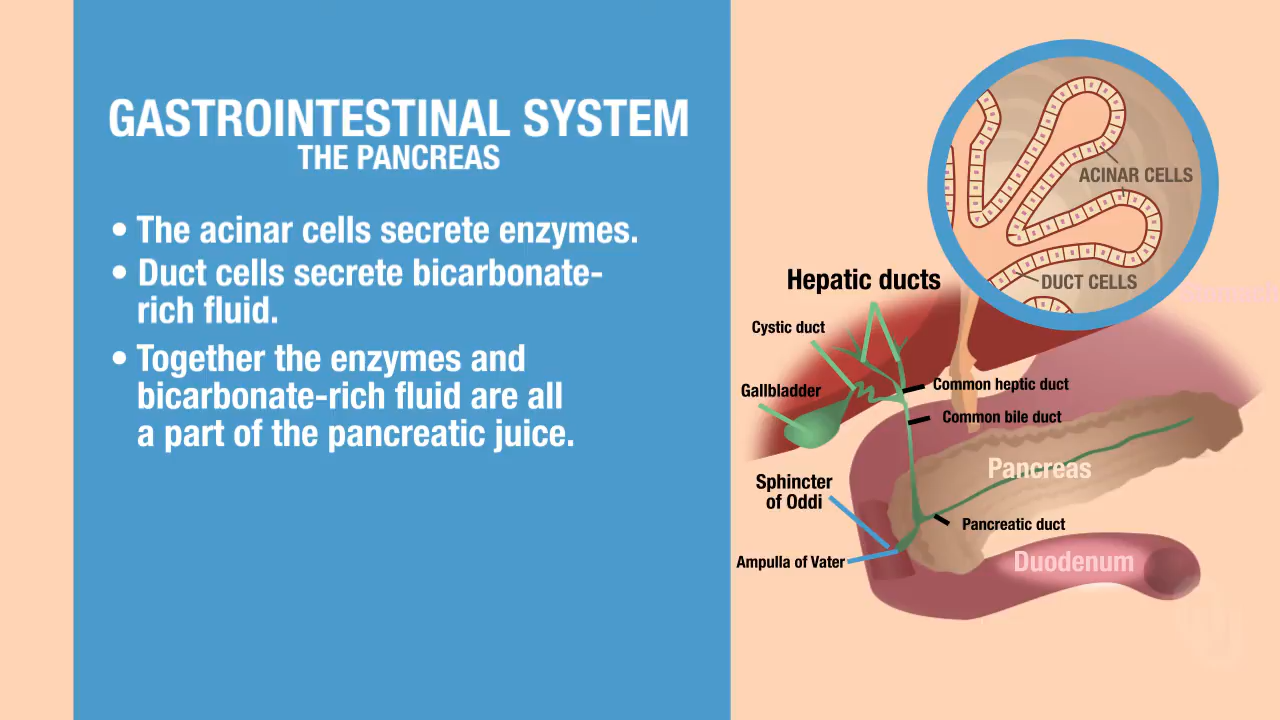 GASTROINTESTINAL SYSTEM
THE PANCREAS
• The acinar cells secrete enzymes.
• Duct cells secrete bicarbonate-
rich fluid.
• Together the enzymes and
bicarbonate-rich fluid are all
a part of the pancreatic juice.
ACINAR CELLS
DUCT CELLS
Stomach
Hepatic ducts
Cystic duct
Gallbladder
Common heptic duct
Common bile duct
Pancreas
Sphincter
of Oddi
Pancreatic duct
Ampulla of Vater
Duodenum